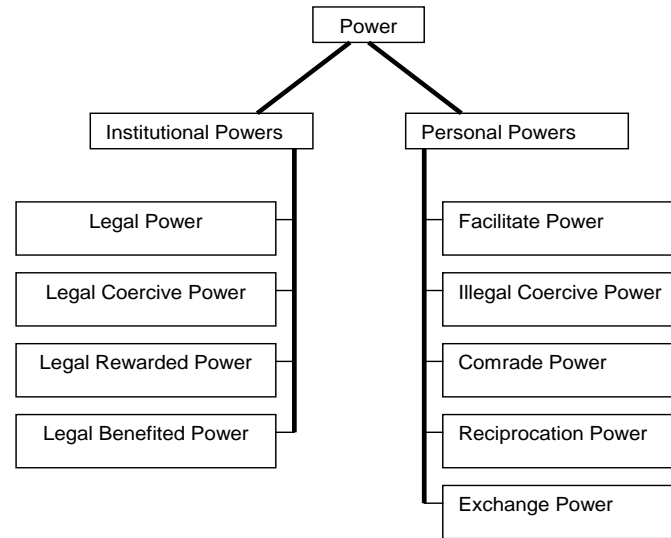 Power
Institutional Powers
Personal Powers
Legal Power
Legal Coercive Power
Legal Rewarded Power
Legal Benefited Power
Facilitate Power
Illegal Coercive Power
Comrade Power
Reciprocation Power
Exchange Power